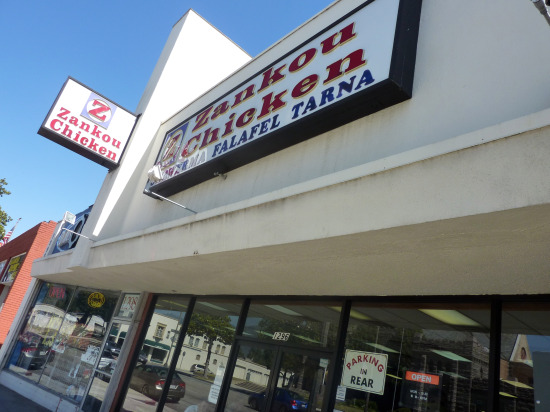 Z
Zankou
Chicken
Z
Zankou
Chicken
FALAFEL TARNA
1296
PARKING
IN
REAR
OPEN